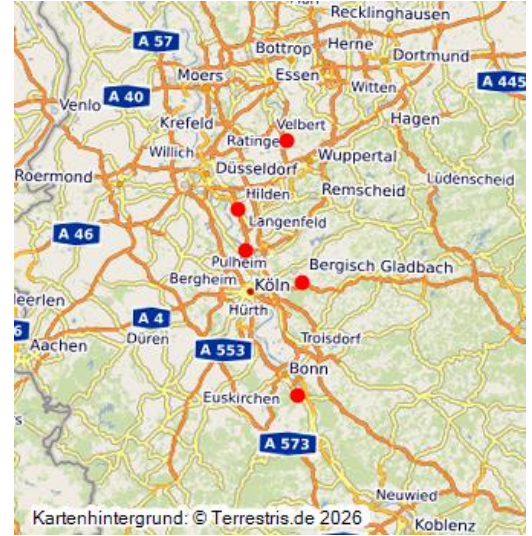 Recklinghausen
A 57
Bottrop
Herne
Dortmund
Moers
Essen
A 445
A 40
Witten
Venlo
Krefeld
Velbert
Hagen
Willich
Ratinge
Wuppertal
Roermond
Düsseldorf
Lüdenscheid
Hilden
Remscheid
Langenfeld
A 46
Pulheim
Bergisch Gladbach
Bergheim
Köln
Heerlen
A 4
Hürth
Aachen
Düren
Troisdorf
A 553
Bonn
Euskirchen
A 573
Neuwied
Kartenhintergrund: © Terrestris.de 2026
Koblenz